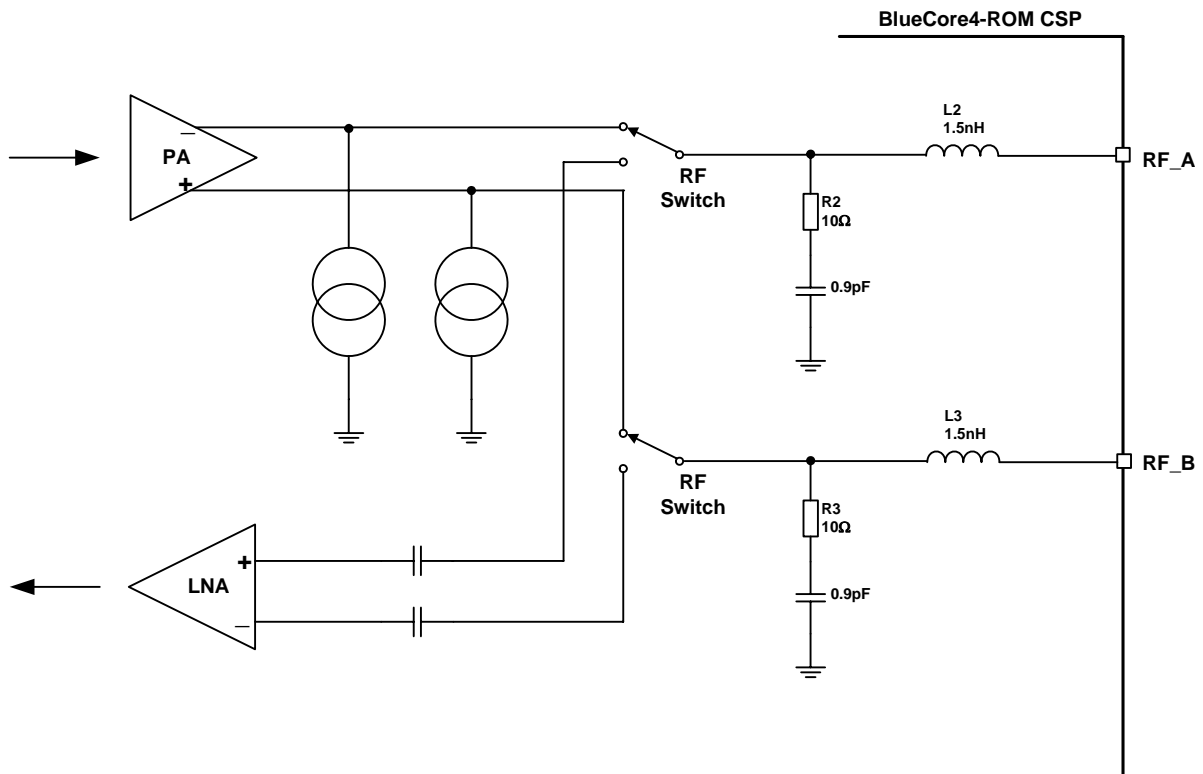 BlueCore4-ROM CSP
L2
1.5nH
_
PA
+
RF_A
RF
Switch
R2
10Ω
0.9pF
L3
1.5nH
RF_B
RF
Switch
R3
10Ω
+
LNA
_
0.9pF